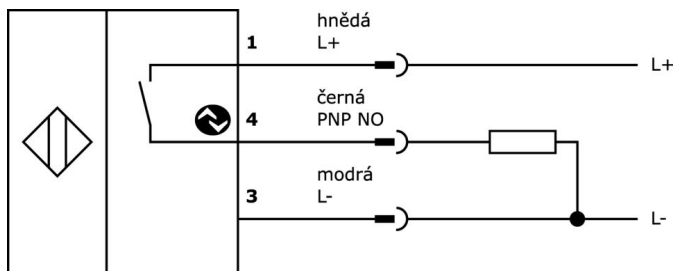 hnědá
1 L+
L+
černá
4 PNP NO
modrá
3 L-
L-